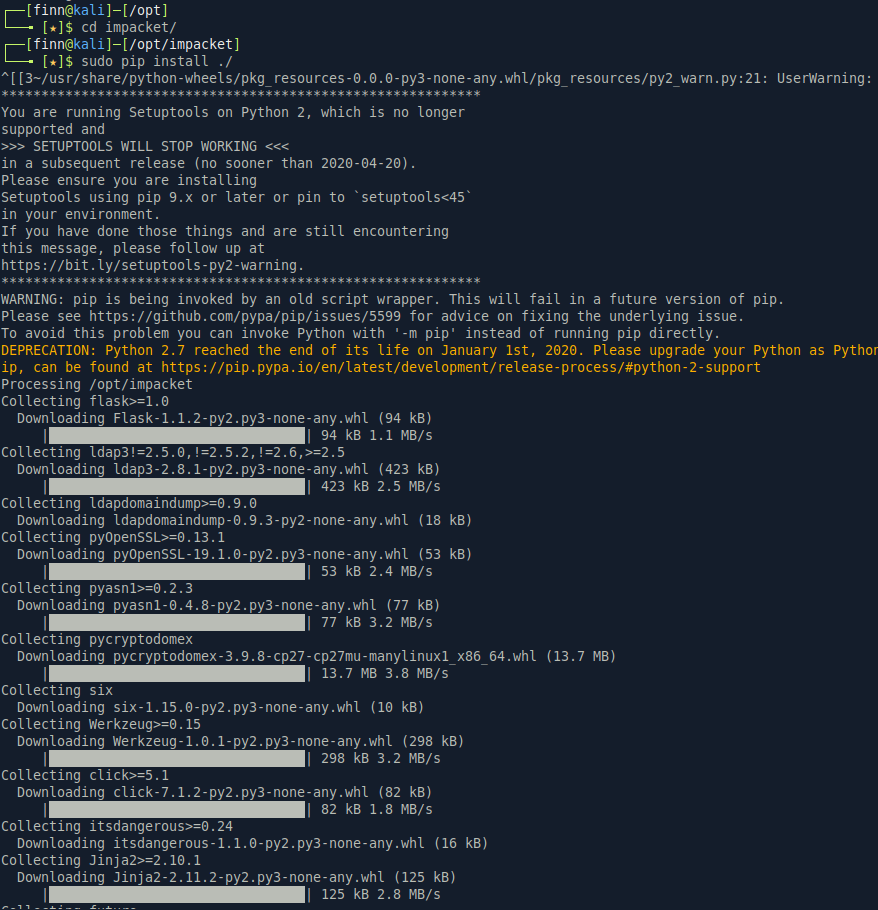 ┌──[finn@kali]─[/opt]
└──╼ [★]$ cd impacket/
┌──[finn@kali]─[/opt/impacket]
└──╼ [★]$ sudo pip install ./
^[[3~/usr/share/python-wheels/pkg_resources-0.0.0-py3-none-any.whl/pkg_resources/py2_warn.py:21: UserWarning:
************************************************************
You are running Setuptools on Python 2, which is no longer
supported and
>>> SETUPTOOLS WILL STOP WORKING <<<
in a subsequent release (no sooner than 2020-04-20).
Please ensure you are installing
Setuptools using pip 9.x or later or pin to `setuptools<45`
in your environment.
If you have done those things and are still encountering
this message, please follow up at
https://bit.ly/setuptools-py2-warning.
************************************************************
WARNING: pip is being invoked by an old script wrapper. This will fail in a future version of pip.
Please see https://github.com/pypa/pip/issues/5599 for advice on fixing the underlying issue.
To avoid this problem you can invoke Python with '-m pip' instead of running pip directly.
DEPRECATION: Python 2.7 reached the end of its life on January 1st, 2020. Please upgrade your Python as Python
ip, can be found at https://pip.pypa.io/en/latest/development/release-process/#python-2-support
Processing /opt/impacket
Collecting flask>=1.0
  Downloading Flask-1.1.2-py2.py3-none-any.whl (94 kB)
     |████████████████████████████████| 94 kB 1.1 MB/s
Collecting ldap3!=2.5.0,!=2.5.2,!=2.6,>=2.5
  Downloading ldap3-2.8.1-py2.py3-none-any.whl (423 kB)
     |████████████████████████████████| 423 kB 2.5 MB/s
Collecting ldapdomaindump>=0.9.0
  Downloading ldapdomaindump-0.9.3-py2-none-any.whl (18 kB)
Collecting pyOpenSSL>=0.13.1
  Downloading pyOpenSSL-19.1.0-py2.py3-none-any.whl (53 kB)
     |████████████████████████████████| 53 kB 2.4 MB/s
Collecting pyasn1>=0.2.3
  Downloading pyasn1-0.4.8-py2.py3-none-any.whl (77 kB)
     |████████████████████████████████| 77 kB 3.2 MB/s
Collecting pycryptodomex
  Downloading pycryptodomex-3.9.8-cp27-cp27mu-manylinux1_x86_64.whl (13.7 MB)
     |████████████████████████████████| 13.7 MB 3.8 MB/s
Collecting six
  Downloading six-1.15.0-py2.py3-none-any.whl (10 kB)
Collecting Werkzeug>=0.15
  Downloading Werkzeug-1.0.1-py2.py3-none-any.whl (298 kB)
     |████████████████████████████████| 298 kB 3.2 MB/s
Collecting click>=5.1
  Downloading click-7.1.2-py2.py3-none-any.whl (82 kB)
     |████████████████████████████████| 82 kB 1.8 MB/s
Collecting itsdangerous>=0.24
  Downloading itsdangerous-1.1.0-py2.py3-none-any.whl (16 kB)
Collecting Jinja2>=2.10.1
  Downloading Jinja2-2.11.2-py2.py3-none-any.whl (125 kB)
     |████████████████████████████████| 125 kB 2.8 MB/s